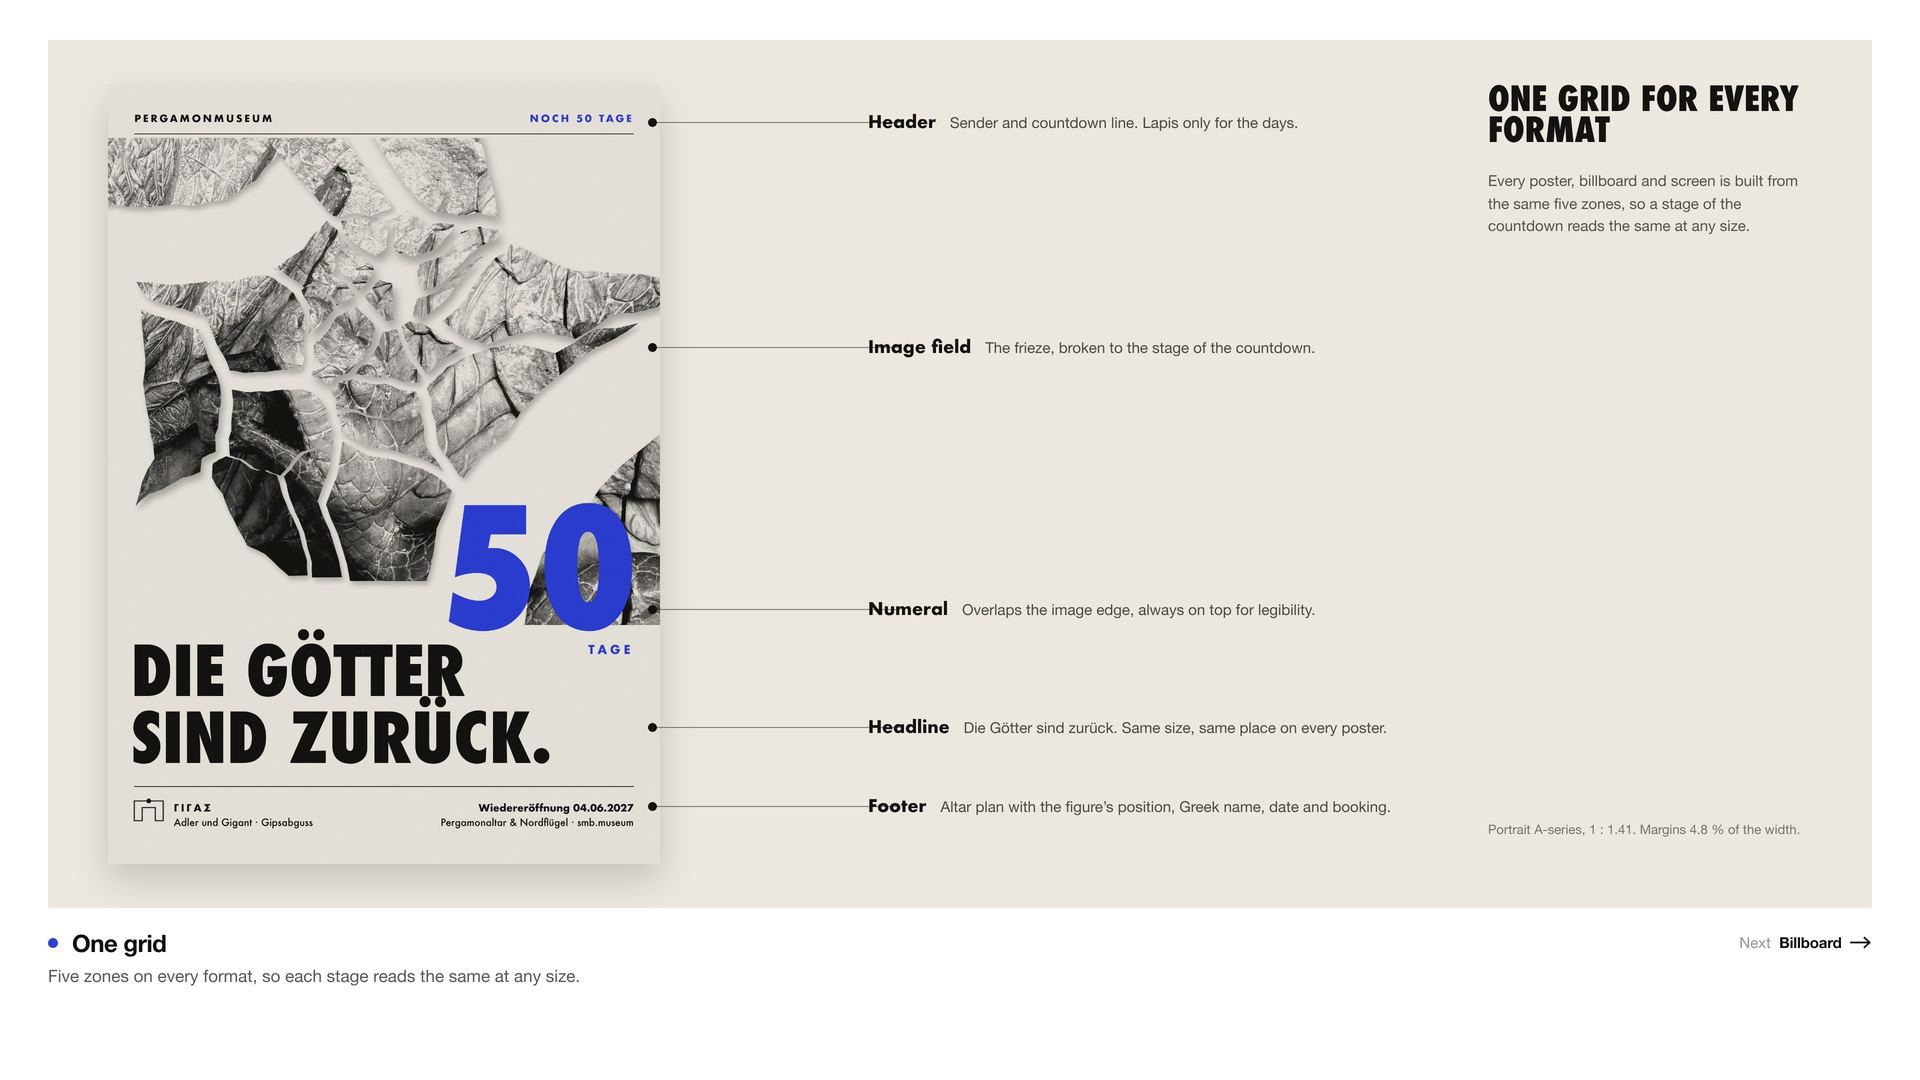 PERGAMONMUSEUM
NOCH 50 TAGE
50
TAGE
DIE GÖTTER
SIND ZURÜCK.
ΓΙΓΑΣ
Adler und Gigant · Gipsabguss
Wiedereröffnung 04.06.2027
Pergamonaltar & Nordflügel · smb.museum
Header Sender and countdown line. Lapis only for the days.
Image field The frieze, broken to the stage of the countdown.
Numeral Overlaps the image edge, always on top for legibility.
Headline Die Götter sind zurück. Same size, same place on every poster.
Footer Altar plan with the figure’s position, Greek name, date and booking.
ONE GRID FOR EVERY
FORMAT
Every poster, billboard and screen is built from
the same five zones, so a stage of the
countdown reads the same at any size.
Portrait A-series, 1 : 1.41. Margins 4.8 % of the width.
One grid
Five zones on every format, so each stage reads the same at any size.
Next Billboard →